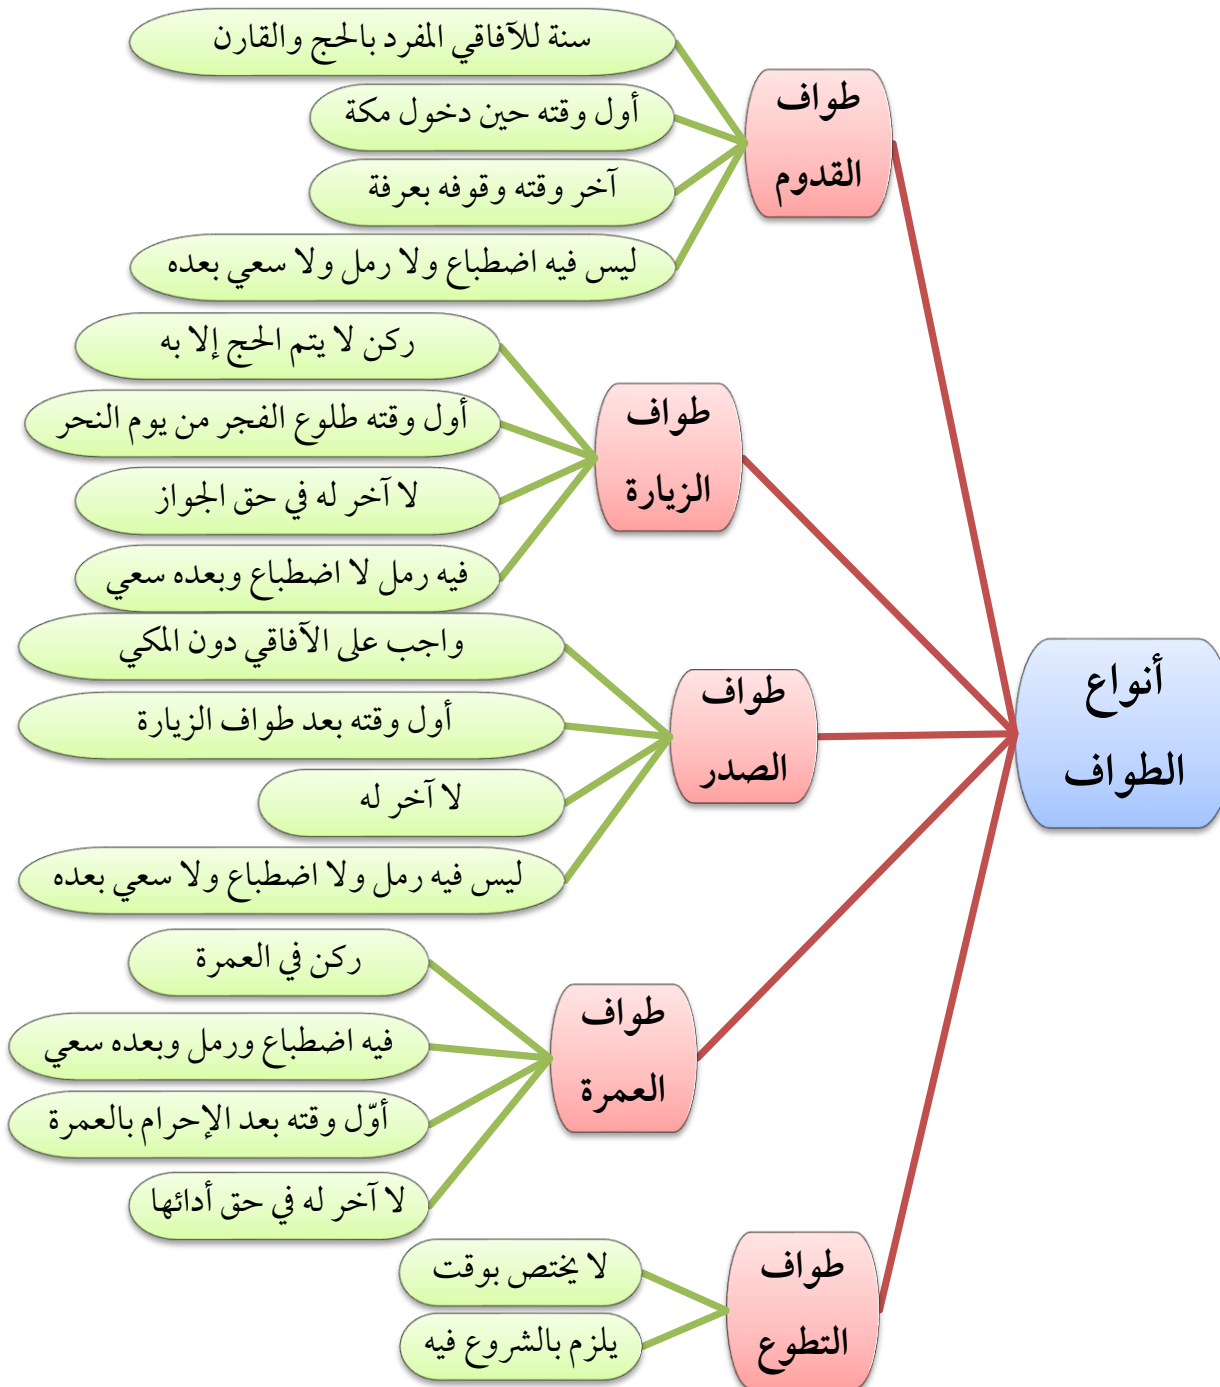 أنواع
الطواف
طواف
القدوم
سنة للآفاقي المفرد بالحج والقارن
أول وقته حين دخول مكة
آخر وقته وقوفه بعرفة
ليس فيه اضطباع ولا رمل ولا سعي بعده
طواف
الزيارة
ركن لا يتم الحج إلا به
أول وقته طلوع الفجر من يوم النحر
لا آخر له في حق الجواز
فيه رمل لا اضطباع وبعده سعي
طواف
الصدر
واجب على الآفاقي دون المكي
أول وقته بعد طواف الزيارة
لا آخر له
ليس فيه رمل ولا اضطباع ولا سعي بعده
طواف
العمرة
ركن في العمرة
فيه اضطباع ورمل وبعده سعي
أوّل وقته بعد الإحرام بالعمرة
لا آخر له في حق أدائها
طواف
التطوع
لا يختص بوقت
يلزم بالشروع فيه